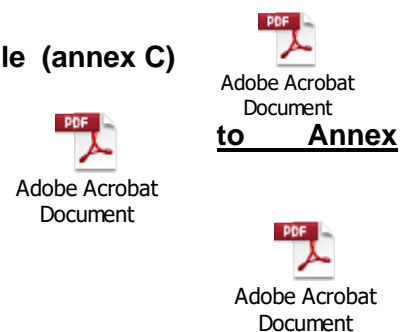 PDF
Adobe Acrobat
Document
le (annex C)
to Annex
PDF
Adobe Acrobat
Document
PDF
Adobe Acrobat
Document